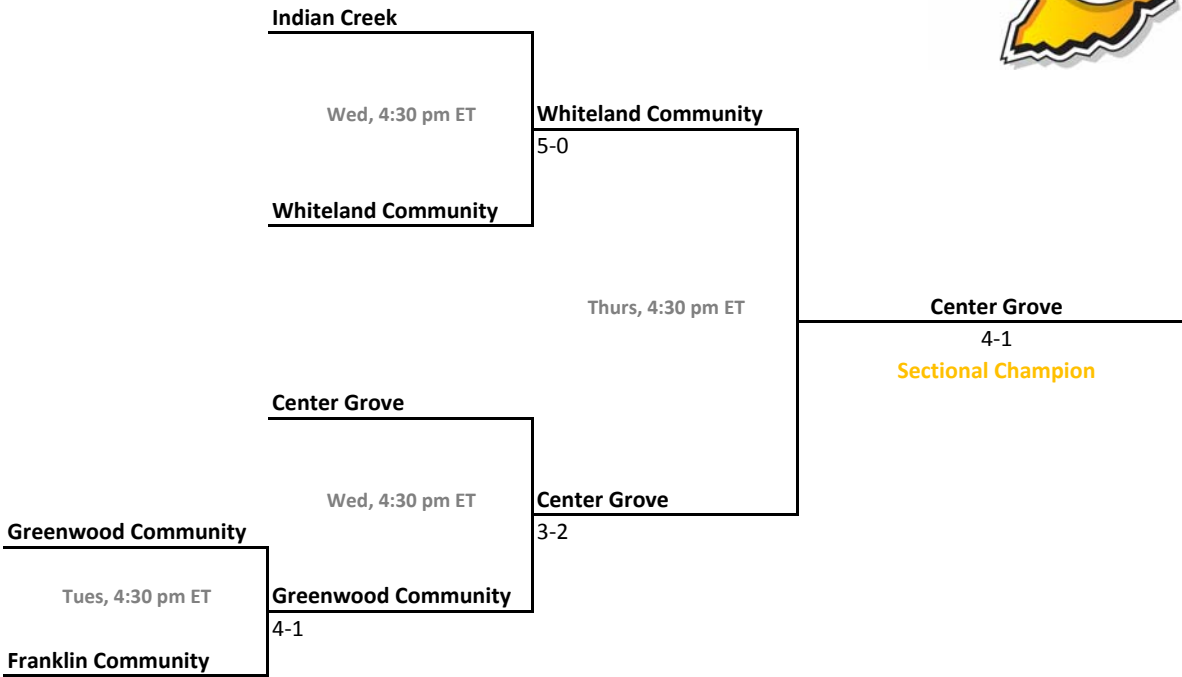 Indian Creek
Wed, 4:30 pm ET
Whiteland Community
5-0
Whiteland Community
Thurs, 4:30 pm ET
Center Grove
4-1
Sectional Champion
Center Grove
Wed, 4:30 pm ET
Center Grove
3-2
Greenwood Community
Tues, 4:30 pm ET
Greenwood Community
4-1
Franklin Community